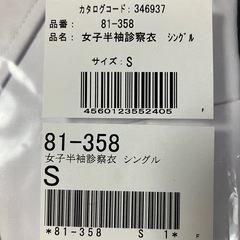 カタログコード：346937
品番： 81-358
品名： 女子半袖診察衣 ｼﾝｸﾞﾙ
サイズ：S
4560123552405
F
81-358
女子半袖診察衣 シングル
S
*81-358 S 1*
F